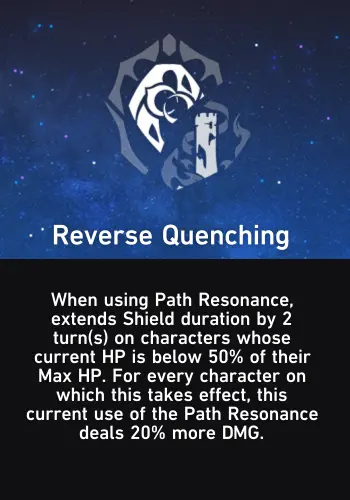 Reverse Quenching
When using Path Resonance,
extends Shield duration by 2
turn(s) on characters whose
current HP is below 50% of their
Max HP. For every character on
which this takes effect, this
current use of the Path Resonance
deals 20% more DMG.